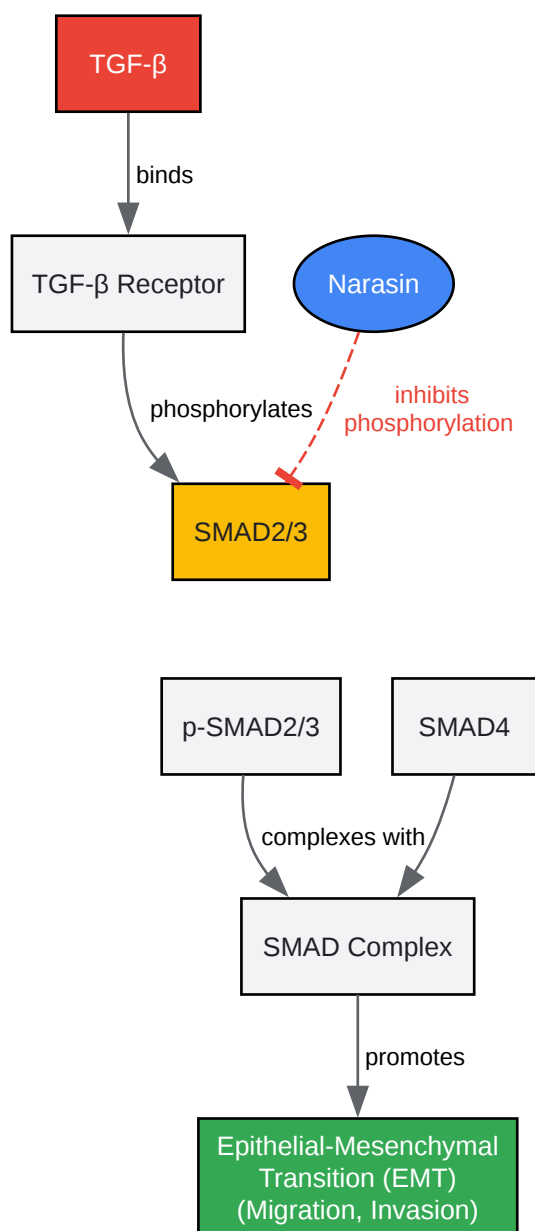 TGF-β
binds
TGF-β Receptor
Narasin
phosphorylates
inhibits
phosphorylation
SMAD2/3
p-SMAD2/3
SMAD4
complexes with
SMAD Complex
promotes
Epithelial-Mesenchymal
Transition (EMT)
(Migration, Invasion)